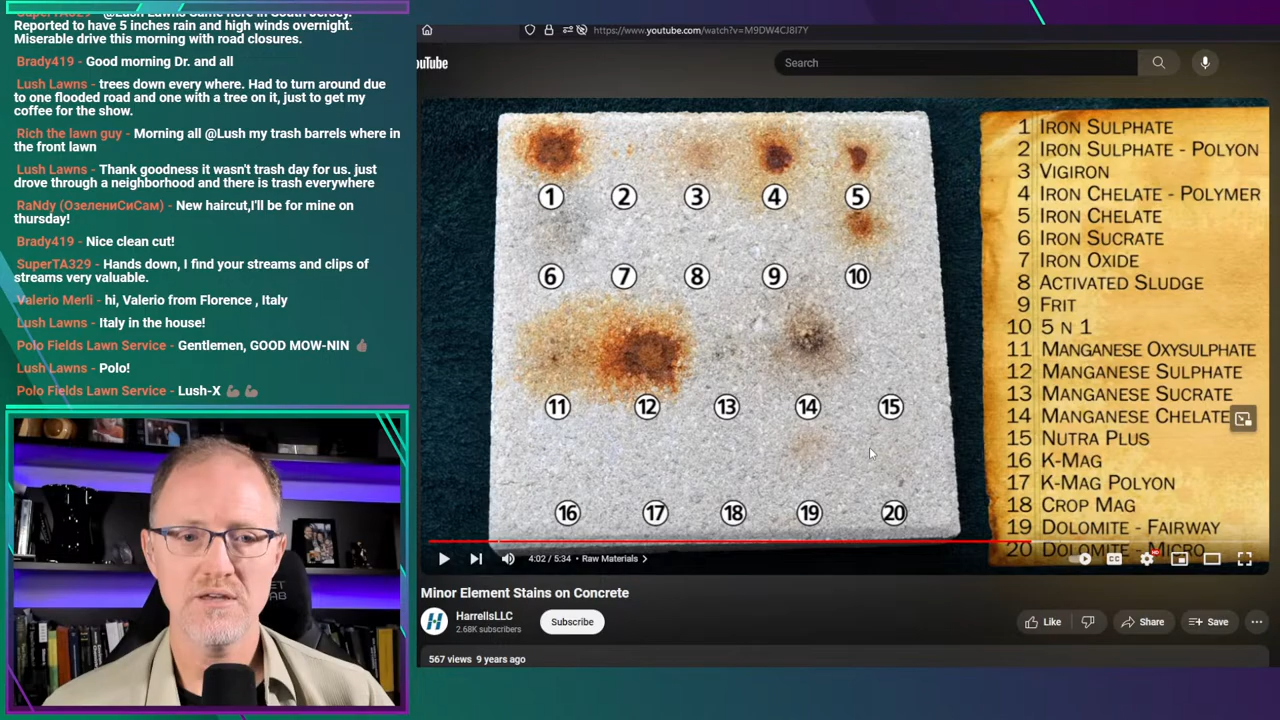 SuperTA329 - @Lush Lawns Same here in South Jersey.
Reported to have 5 inches rain and high winds overnight.
Miserable drive this morning with road closures.
Brady419 - Good morning Dr. and all
Lush Lawns - trees down every where. Had to turn around due
to one flooded road and one with a tree on it, just to get my
coffee for the show.
Rich the lawn guy - Morning all @Lush my trash barrels where in
the front lawn
Lush Lawns - Thank goodness it wasn't trash day for us. just
drove through a neighborhood and there is trash everywhere
RaNdy (ОзелениСиСам) - New haircut,I'll be for mine on
thursday!
Brady419 - Nice clean cut!
SuperTA329 - Hands down, I find your streams and clips of
streams very valuable.
Valerio Merli - hi, Valerio from Florence , Italy
Lush Lawns - Italy in the house!
Polo Fields Lawn Service - Gentlemen, GOOD MOW-NIN 👍🏽
Lush Lawns - Polo!
Polo Fields Lawn Service - Lush-X 💪🏽 💪🏽
https://www.youtube.com/watch?v=M9DW4CJ8I7Y
ouTube
Search
1 2 3 4 5
6 7 8 9 10
11 12 13 14 15
16 17 18 19 20
1 IRON SULPHATE
2 IRON SULPHATE - POLYON
3 VIGIRON
4 IRON CHELATE - POLYMER
5 IRON CHELATE
6 IRON SUCRATE
7 IRON OXIDE
8 ACTIVATED SLUDGE
9 FRIT
10 5 N 1
11 MANGANESE OXYSULPHATE
12 MANGANESE SULPHATE
13 MANGANESE SUCRATE
14 MANGANESE CHELATE
15 NUTRA PLUS
16 K-MAG
17 K-MAG POLYON
18 CROP MAG
19 DOLOMITE - FAIRWAY
20 DOLOMITE - MICRO
4:02 / 5:34 • Raw Materials >
CC
HD
Minor Element Stains on Concrete
HarrellsLLC
2.68K subscribers
Subscribe
Like
Share
Save
567 views 9 years ago